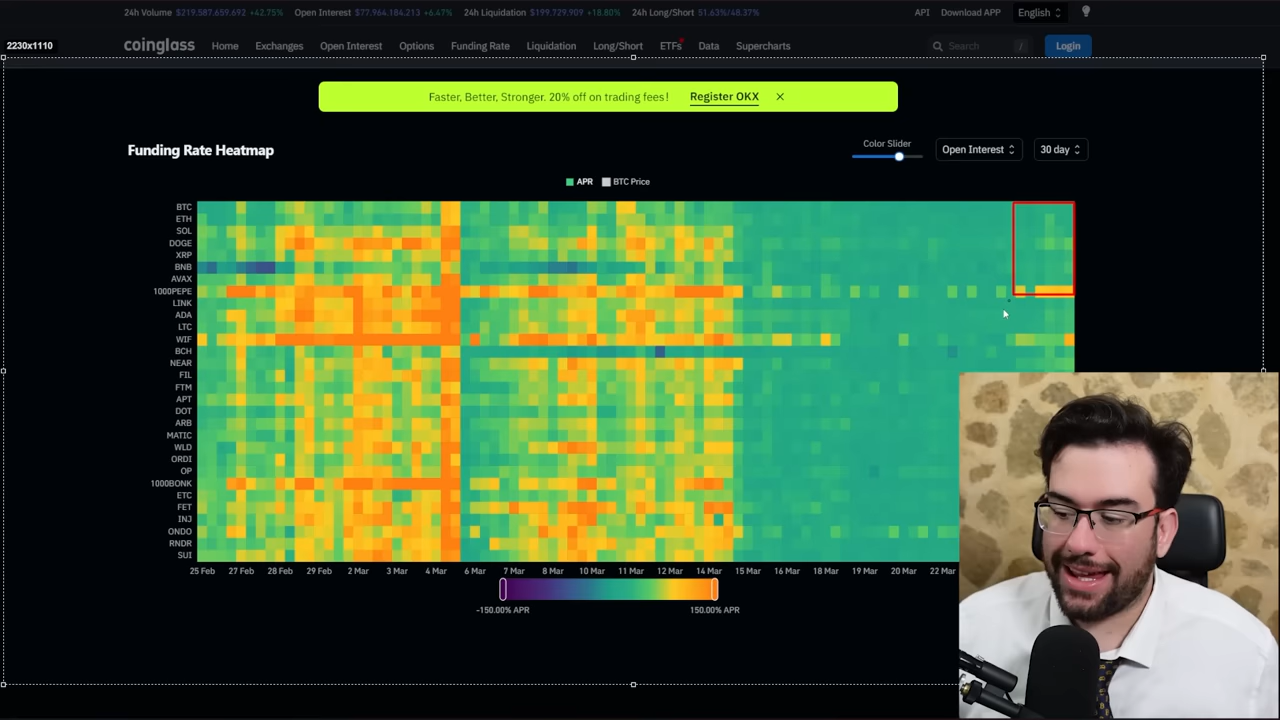 24h Volume $219.587.659.692 +42.75% Open Interest $77.964.184.213 +6.47% 24h Liquidation $199.729.909 +18.80% 24h Long/Short 51.63%/48.37% API Download APP English
2230x1110
coinglass Home Exchanges Open Interest Options Funding Rate Liquidation Long/Short ETFs Data Supercharts Search / Login
Faster, Better, Stronger. 20% off on trading fees! Register OKX
Funding Rate Heatmap
Color Slider
Open Interest 30 day
APR BTC Price
BTC
ETH
SOL
DOGE
XRP
BNB
AVAX
1000PEPE
LINK
ADA
LTC
WIF
BCH
NEAR
FIL
FTM
APT
DOT
ARB
MATIC
WLD
ORDI
OP
1000BONK
ETC
FET
INJ
ONDO
RNDR
SUI
25 Feb 27 Feb 28 Feb 29 Feb 2 Mar 3 Mar 4 Mar 6 Mar 7 Mar 8 Mar 10 Mar 11 Mar 12 Mar 14 Mar 15 Mar 16 Mar 18 Mar 19 Mar 20 Mar 22 Mar
-150.00% APR 150.00% APR